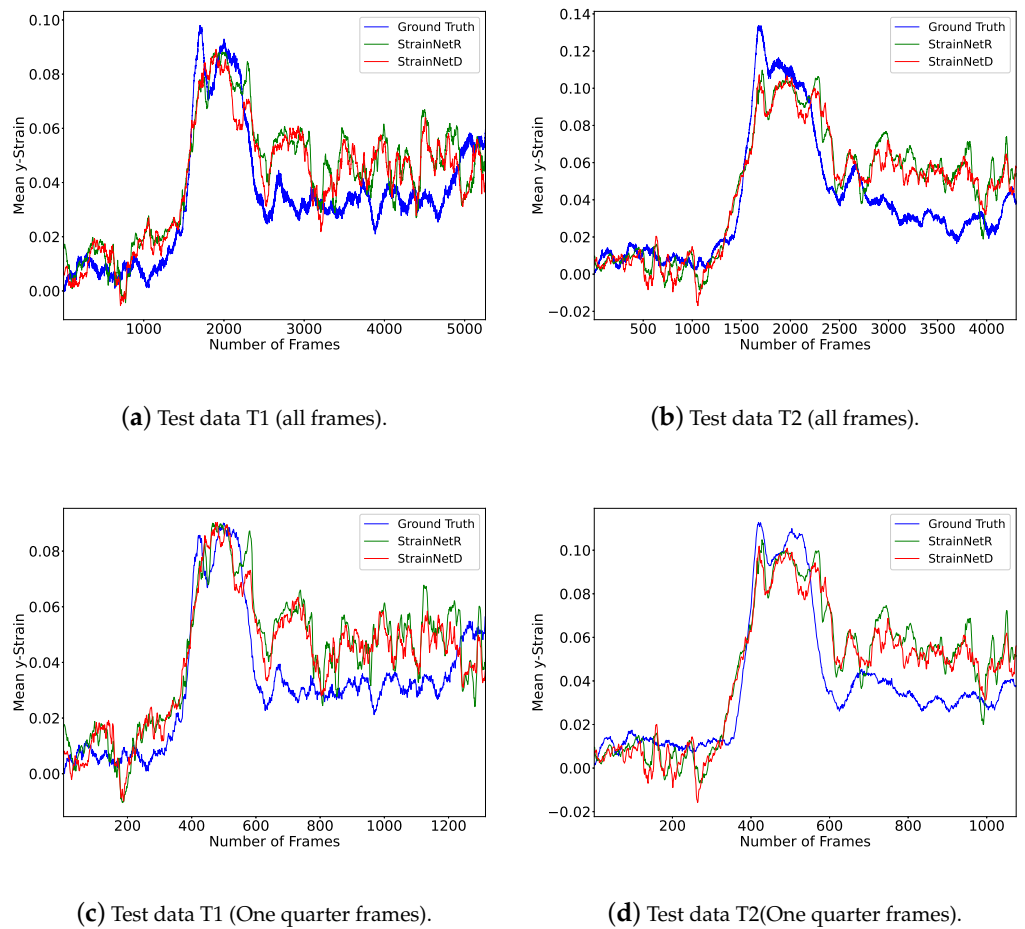 0.10
0.08
0.06
0.04
0.02
0.00
Mean y-Strain
1000 2000 3000 4000 5000
Number of Frames
Ground Truth
StrainNetR
StrainNetD
(a) Test data T1 (all frames).
0.14
0.12
0.10
0.08
0.06
0.04
0.02
0.00
−0.02
Mean y-Strain
500 1000 1500 2000 2500 3000 3500 4000
Number of Frames
Ground Truth
StrainNetR
StrainNetD
(b) Test data T2 (all frames).
0.08
0.06
0.04
0.02
0.00
Mean y-Strain
200 400 600 800 1000 1200
Number of Frames
Ground Truth
StrainNetR
StrainNetD
(c) Test data T1 (One quarter frames).
0.10
0.08
0.06
0.04
0.02
0.00
−0.02
Mean y-Strain
200 400 600 800 1000
Number of Frames
Ground Truth
StrainNetR
StrainNetD
(d) Test data T2(One quarter frames).